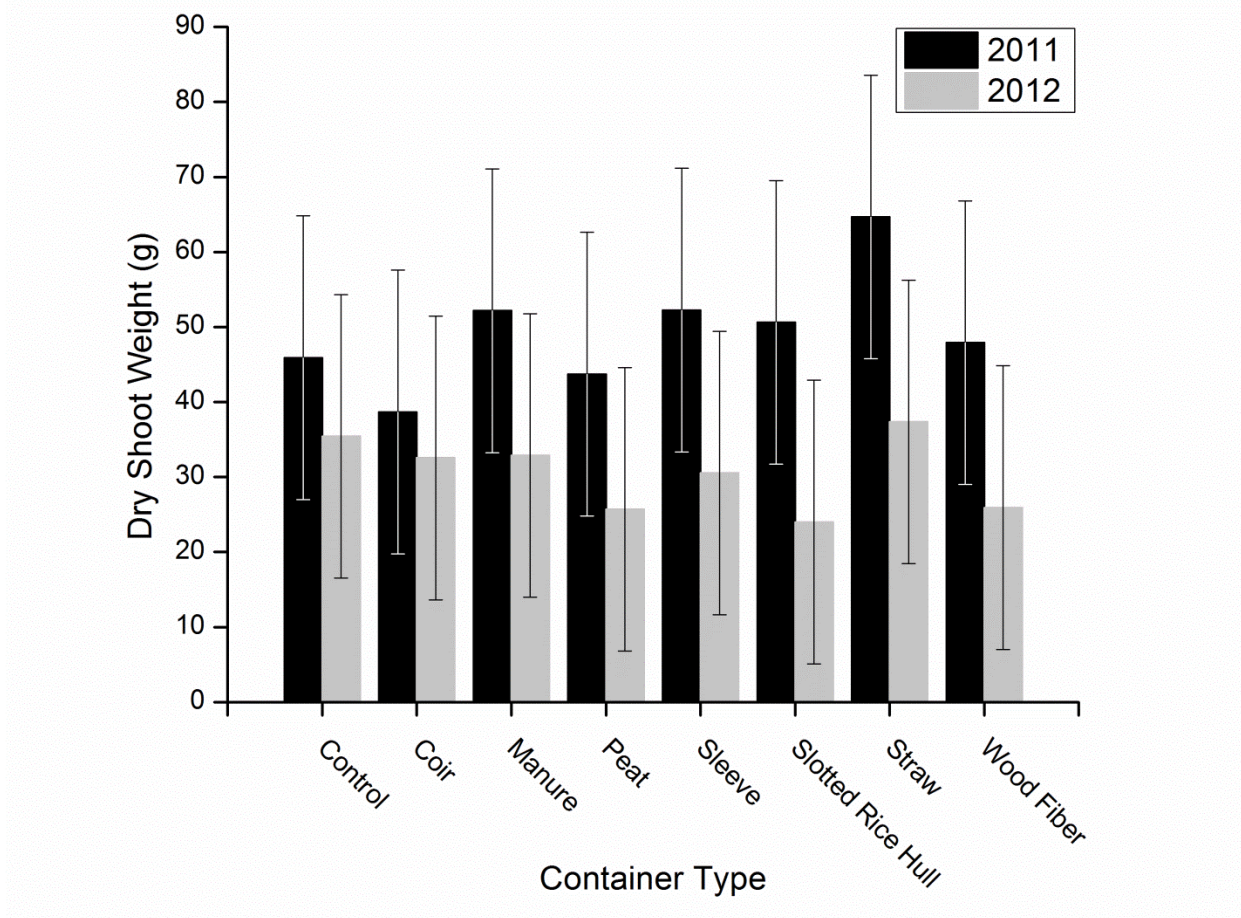 90
80
70
60
50
40
30
20
10
0
Dry Shoot Weight (g)
2011
2012
Control
Coir
Manure
Peat
Sleeve
Slotted Rice Hull
Straw
Wood Fiber
Container Type